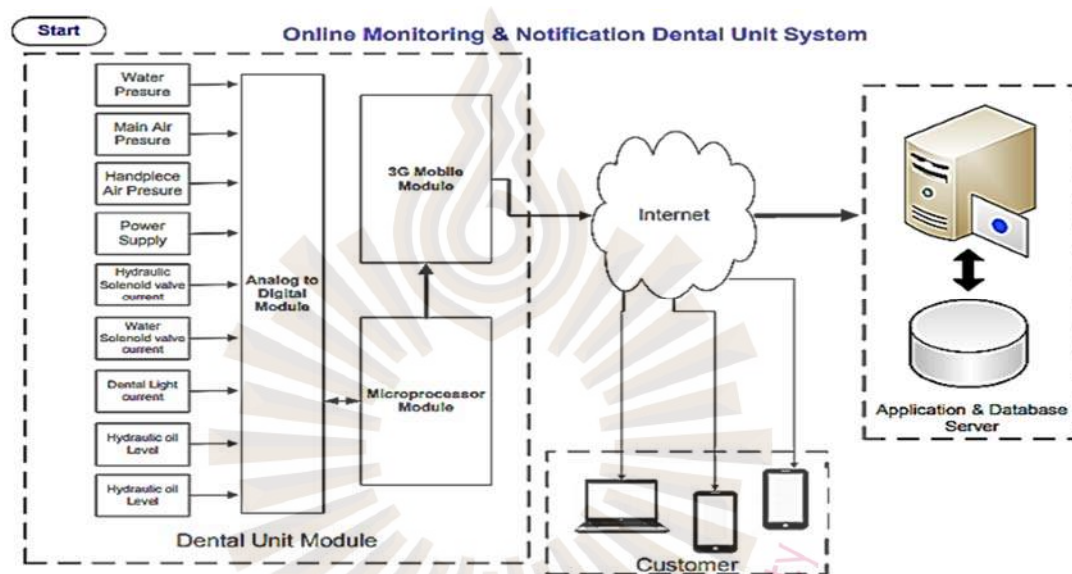 Start
Online Monitoring & Notification Dental Unit System
Water
Presure
Main Air
Presure
Handpiece
Air Presure
Power
Supply
Hydraulic
Solenoid valve
current
Water
Solenoid valve
current
Dental Light
current
Hydraulic oil
Level
Hydraulic oil
Level
Analog to
Digital
Module
3G Mobile
Module
Microprocessor
Module
Dental Unit Module
Internet
Customer
Application & Database
Server